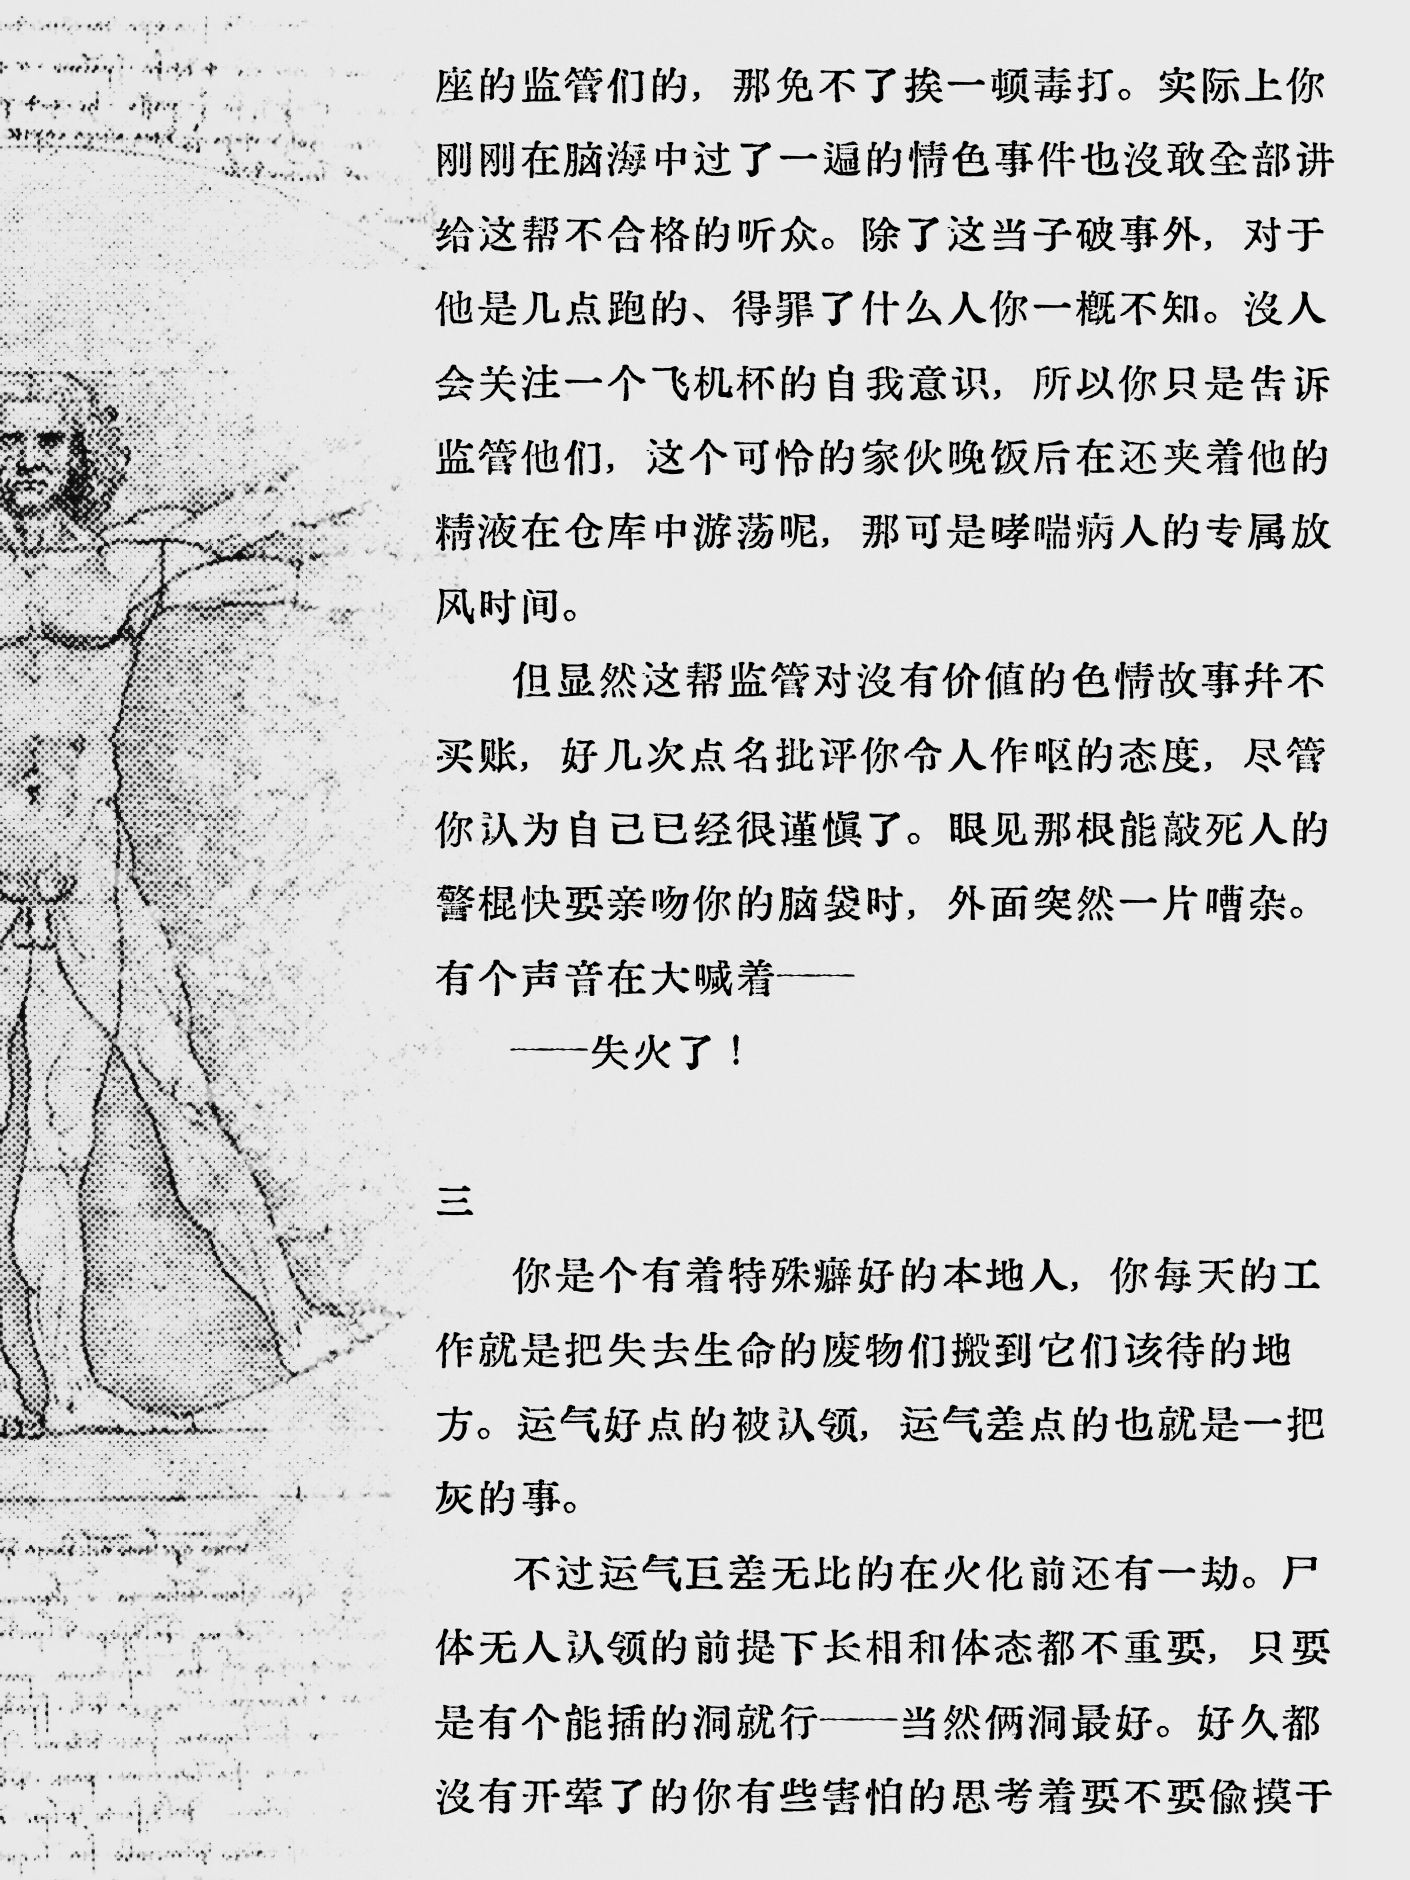 座的监管们的，那免不了挨一顿毒打。实际上你
刚刚在脑海中过了一遍的情色事件也沒敢全部讲
给这帮不合格的听众。除了这当子破事外，对于
他是几点跑的、得罪了什么人你一概不知。沒人
会关注一个飞机杯的自我意识，所以你只是告诉
监管他们，这个可怜的家伙晚饭后在还夹着他的
精液在仓库中游荡呢，那可是哮喘病人的专属放
风时间。
但显然这帮监管对沒有价值的色情故事并不
买账，好几次点名批评你令人作呕的态度，尽管
你认为自己已经很谨慎了。眼见那根能敲死人的
警棍快要亲吻你的脑袋时，外面突然一片嘈杂。
有个声音在大喊着——
——失火了！
三
你是个有着特殊癖好的本地人，你每天的工
作就是把失去生命的废物们搬到它们该待的地
方。运气好点的被认领，运气差点的也就是一把
灰的事。
不过运气巨差无比的在火化前还有一劫。尸
体无人认领的前提下长相和体态都不重要，只要
是有个能插的洞就行——当然俩洞最好。好久都
沒有开荤了的你有些害怕的思考着要不要偷摸干